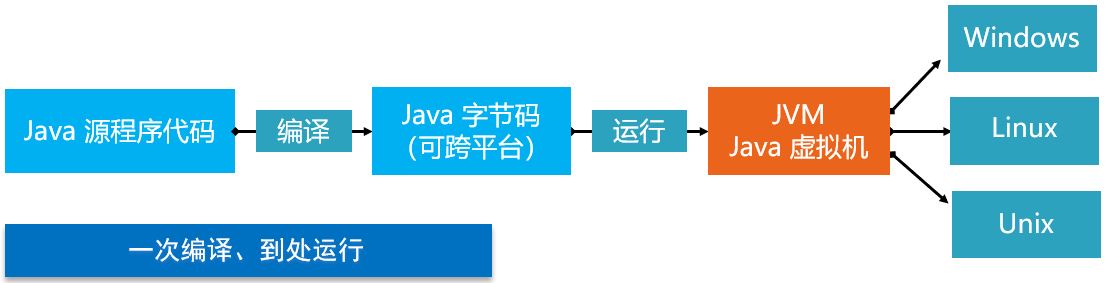 Java 源程序代码
编译
Java 字节码
（可跨平台）
运行
JVM
Java 虚拟机
Windows
Linux
Unix
一次编译、到处运行